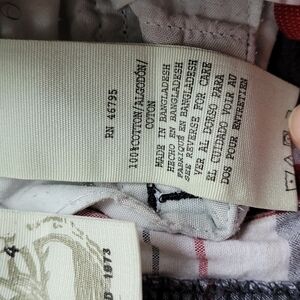 RN 46795
100%COTTON/ALGODÓN/
COTON
MADE IN BANGLADESH
HECHO EN BANGLADESH
FABRIQUÉ EN BANGLADESH
SEE REVERSE FOR CARE
VER AL DORSO PARA
EL CUIDADO VOIR AU
DOS POUR ENTRETIEN
4
1973